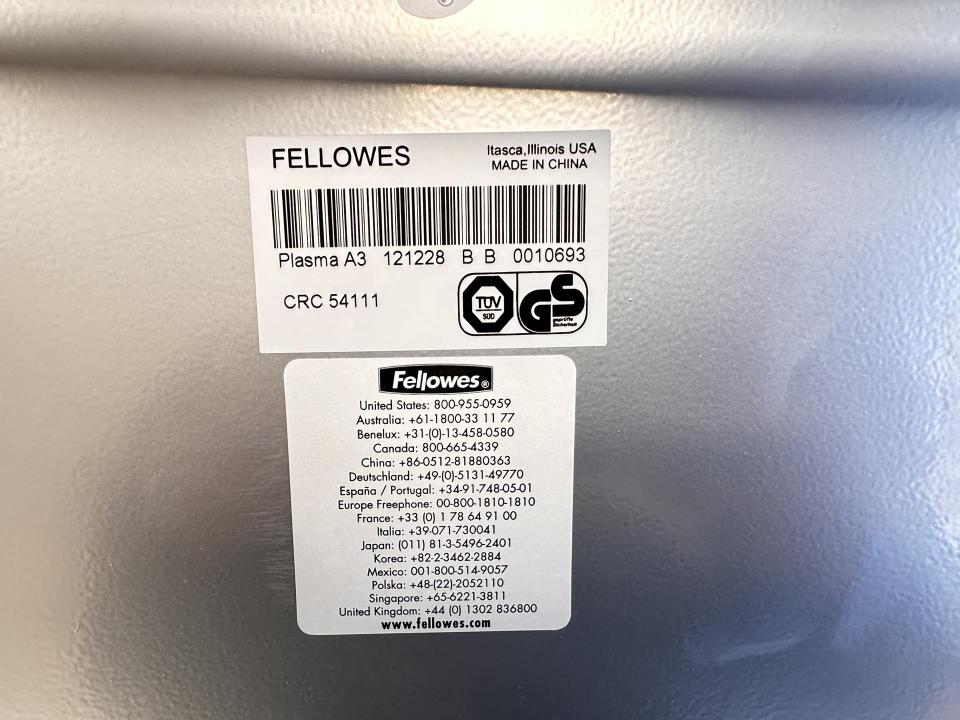 FELLOWES
Itasca,Illinois USA
MADE IN CHINA
Plasma A3 121228 B B 0010693
CRC 54111
TÜV
SÜD
GS
geprüfte
Sicherheit
Fellowes®
United States: 800-955-0959
Australia: +61-1800-33 11 77
Benelux: +31-(0)-13-458-0580
Canada: 800-665-4339
China: +86-0512-81880363
Deutschland: +49-(0)-5131-49770
España / Portugal: +34-91-748-05-01
Europe Freephone: 00-800-1810-1810
France: +33 (0) 1 78 64 91 00
Italia: +39-071-730041
Japan: (011) 81-3-5496-2401
Korea: +82-2-3462-2884
Mexico: 001-800-514-9057
Polska: +48-(22)-2052110
Singapore: +65-6221-3811
United Kingdom: +44 (0) 1302 836800
www.fellowes.com